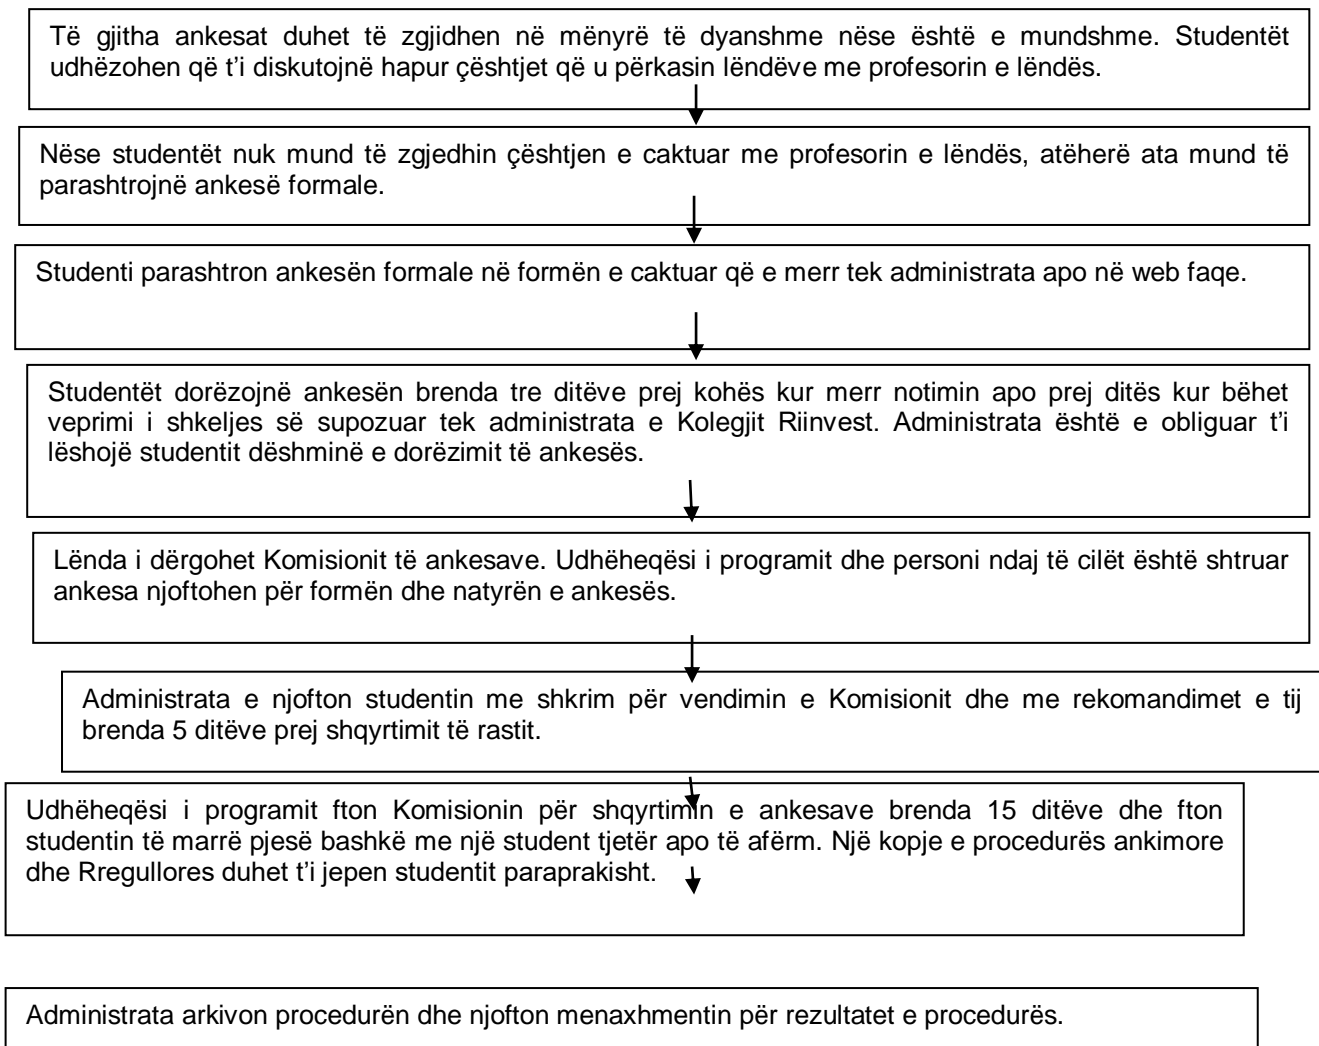 Të gjitha ankesat duhet të zgjidhen në mënyrë të dyanshme nëse është e mundshme. Studentët
udhëzohen që t'i diskutojnë hapur çështjet që u përkasin lëndëve me profesorin e lëndës.
Nëse studentët nuk mund të zgjedhin çështjen e caktuar me profesorin e lëndës, atëherë ata mund të
parashtrojnë ankesë formale.
Studenti parashtron ankesën formale në formën e caktuar që e merr tek administrata apo në web faqe.
Studentët dorëzojnë ankesën brenda tre ditëve prej kohës kur merr notimin apo prej ditës kur bëhet
veprimi i shkeljes së supozuar tek administrata e Kolegjit Riinvest. Administrata është e obliguar t'i
lëshojë studentit dëshminë e dorëzimit të ankesës.
Lënda i dërgohet Komisionit të ankesave. Udhëheqësi i programit dhe personi ndaj të cilët është shtruar
ankesa njoftohen për formën dhe natyrën e ankesës.
Administrata e njofton studentin me shkrim për vendimin e Komisionit dhe me rekomandimet e tij
brenda 5 ditëve prej shqyrtimit të rastit.
Udhëheqësi i programit fton Komisionin për shqyrtimin e ankesave brenda 15 ditëve dhe fton
studentin të marrë pjesë bashkë me një student tjetër apo të afërm. Një kopje e procedurës ankimore
dhe Rregullores duhet t'i jepen studentit paraprakisht.
Administrata arkivon procedurën dhe njofton menaxhmentin për rezultatet e procedurës.